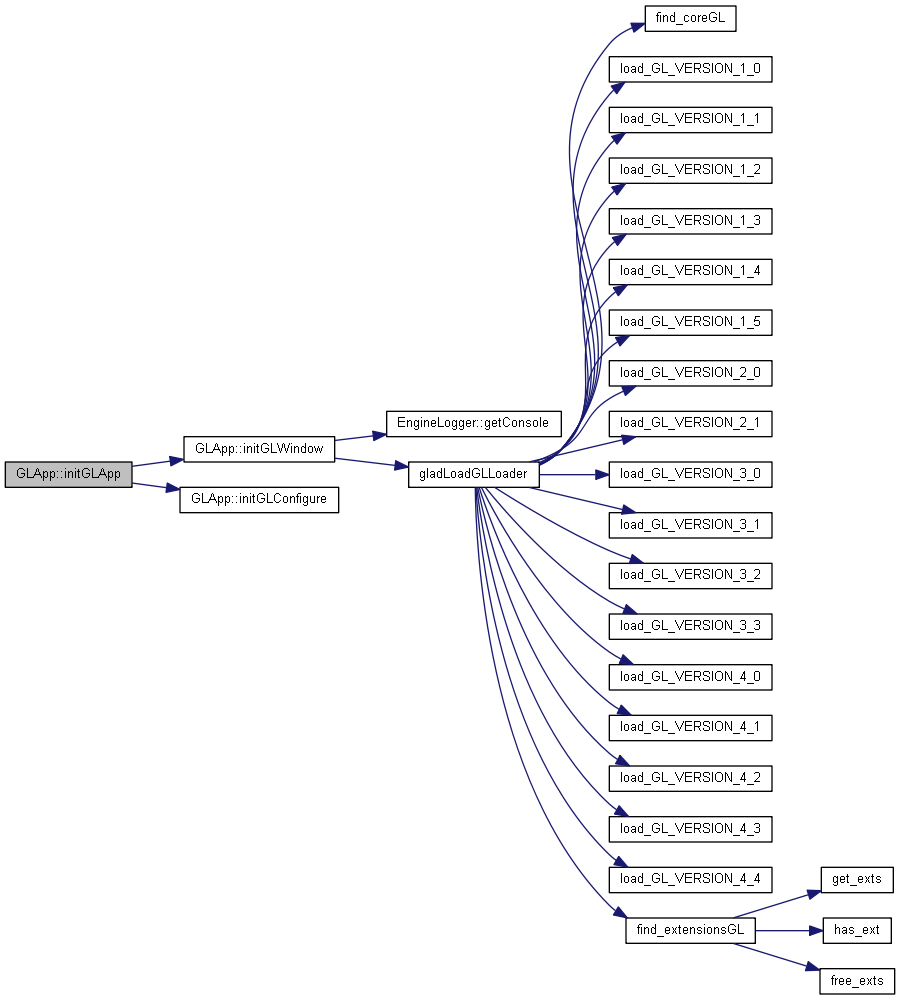 GLApp::initGLApp
GLApp::initGLWindow
GLApp::initGLConfigure
EngineLogger::getConsole
gladLoadGLLoader
find_coreGL
load_GL_VERSION_1_0
load_GL_VERSION_1_1
load_GL_VERSION_1_2
load_GL_VERSION_1_3
load_GL_VERSION_1_4
load_GL_VERSION_1_5
load_GL_VERSION_2_0
load_GL_VERSION_2_1
load_GL_VERSION_3_0
load_GL_VERSION_3_1
load_GL_VERSION_3_2
load_GL_VERSION_3_3
load_GL_VERSION_4_0
load_GL_VERSION_4_1
load_GL_VERSION_4_2
load_GL_VERSION_4_3
load_GL_VERSION_4_4
find_extensionsGL
get_exts
has_ext
free_exts